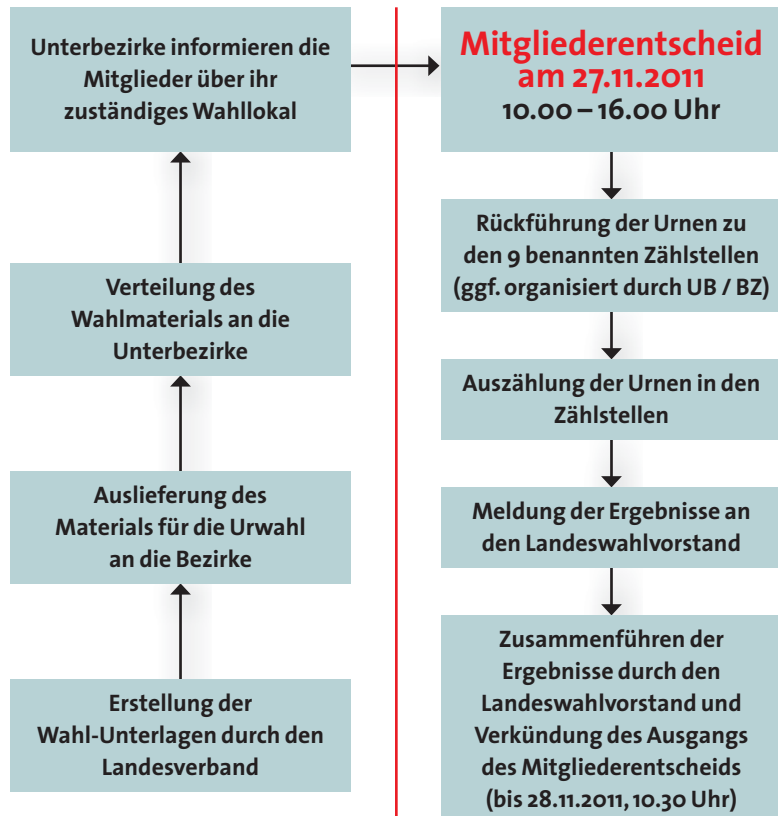 Unterbezirke informieren die
Mitglieder über ihr
zuständiges Wahllokal
Verteilung des
Wahlmaterials an die
Unterbezirke
Auslieferung des
Materials für die Urwahl
an die Bezirke
Erstellung der
Wahl-Unterlagen durch den
Landesverband
Mitgliederentscheid
am 27.11.2011
10.00 – 16.00 Uhr
Rückführung der Urnen zu
den 9 benannten Zählstellen
(ggf. organisiert durch UB / BZ)
Auszählung der Urnen in den
Zählstellen
Meldung der Ergebnisse an
den Landeswahlvorstand
Zusammenführen der
Ergebnisse durch den
Landeswahlvorstand und
Verkündung des Ausgangs
des Mitgliederentscheids
(bis 28.11.2011, 10.30 Uhr)